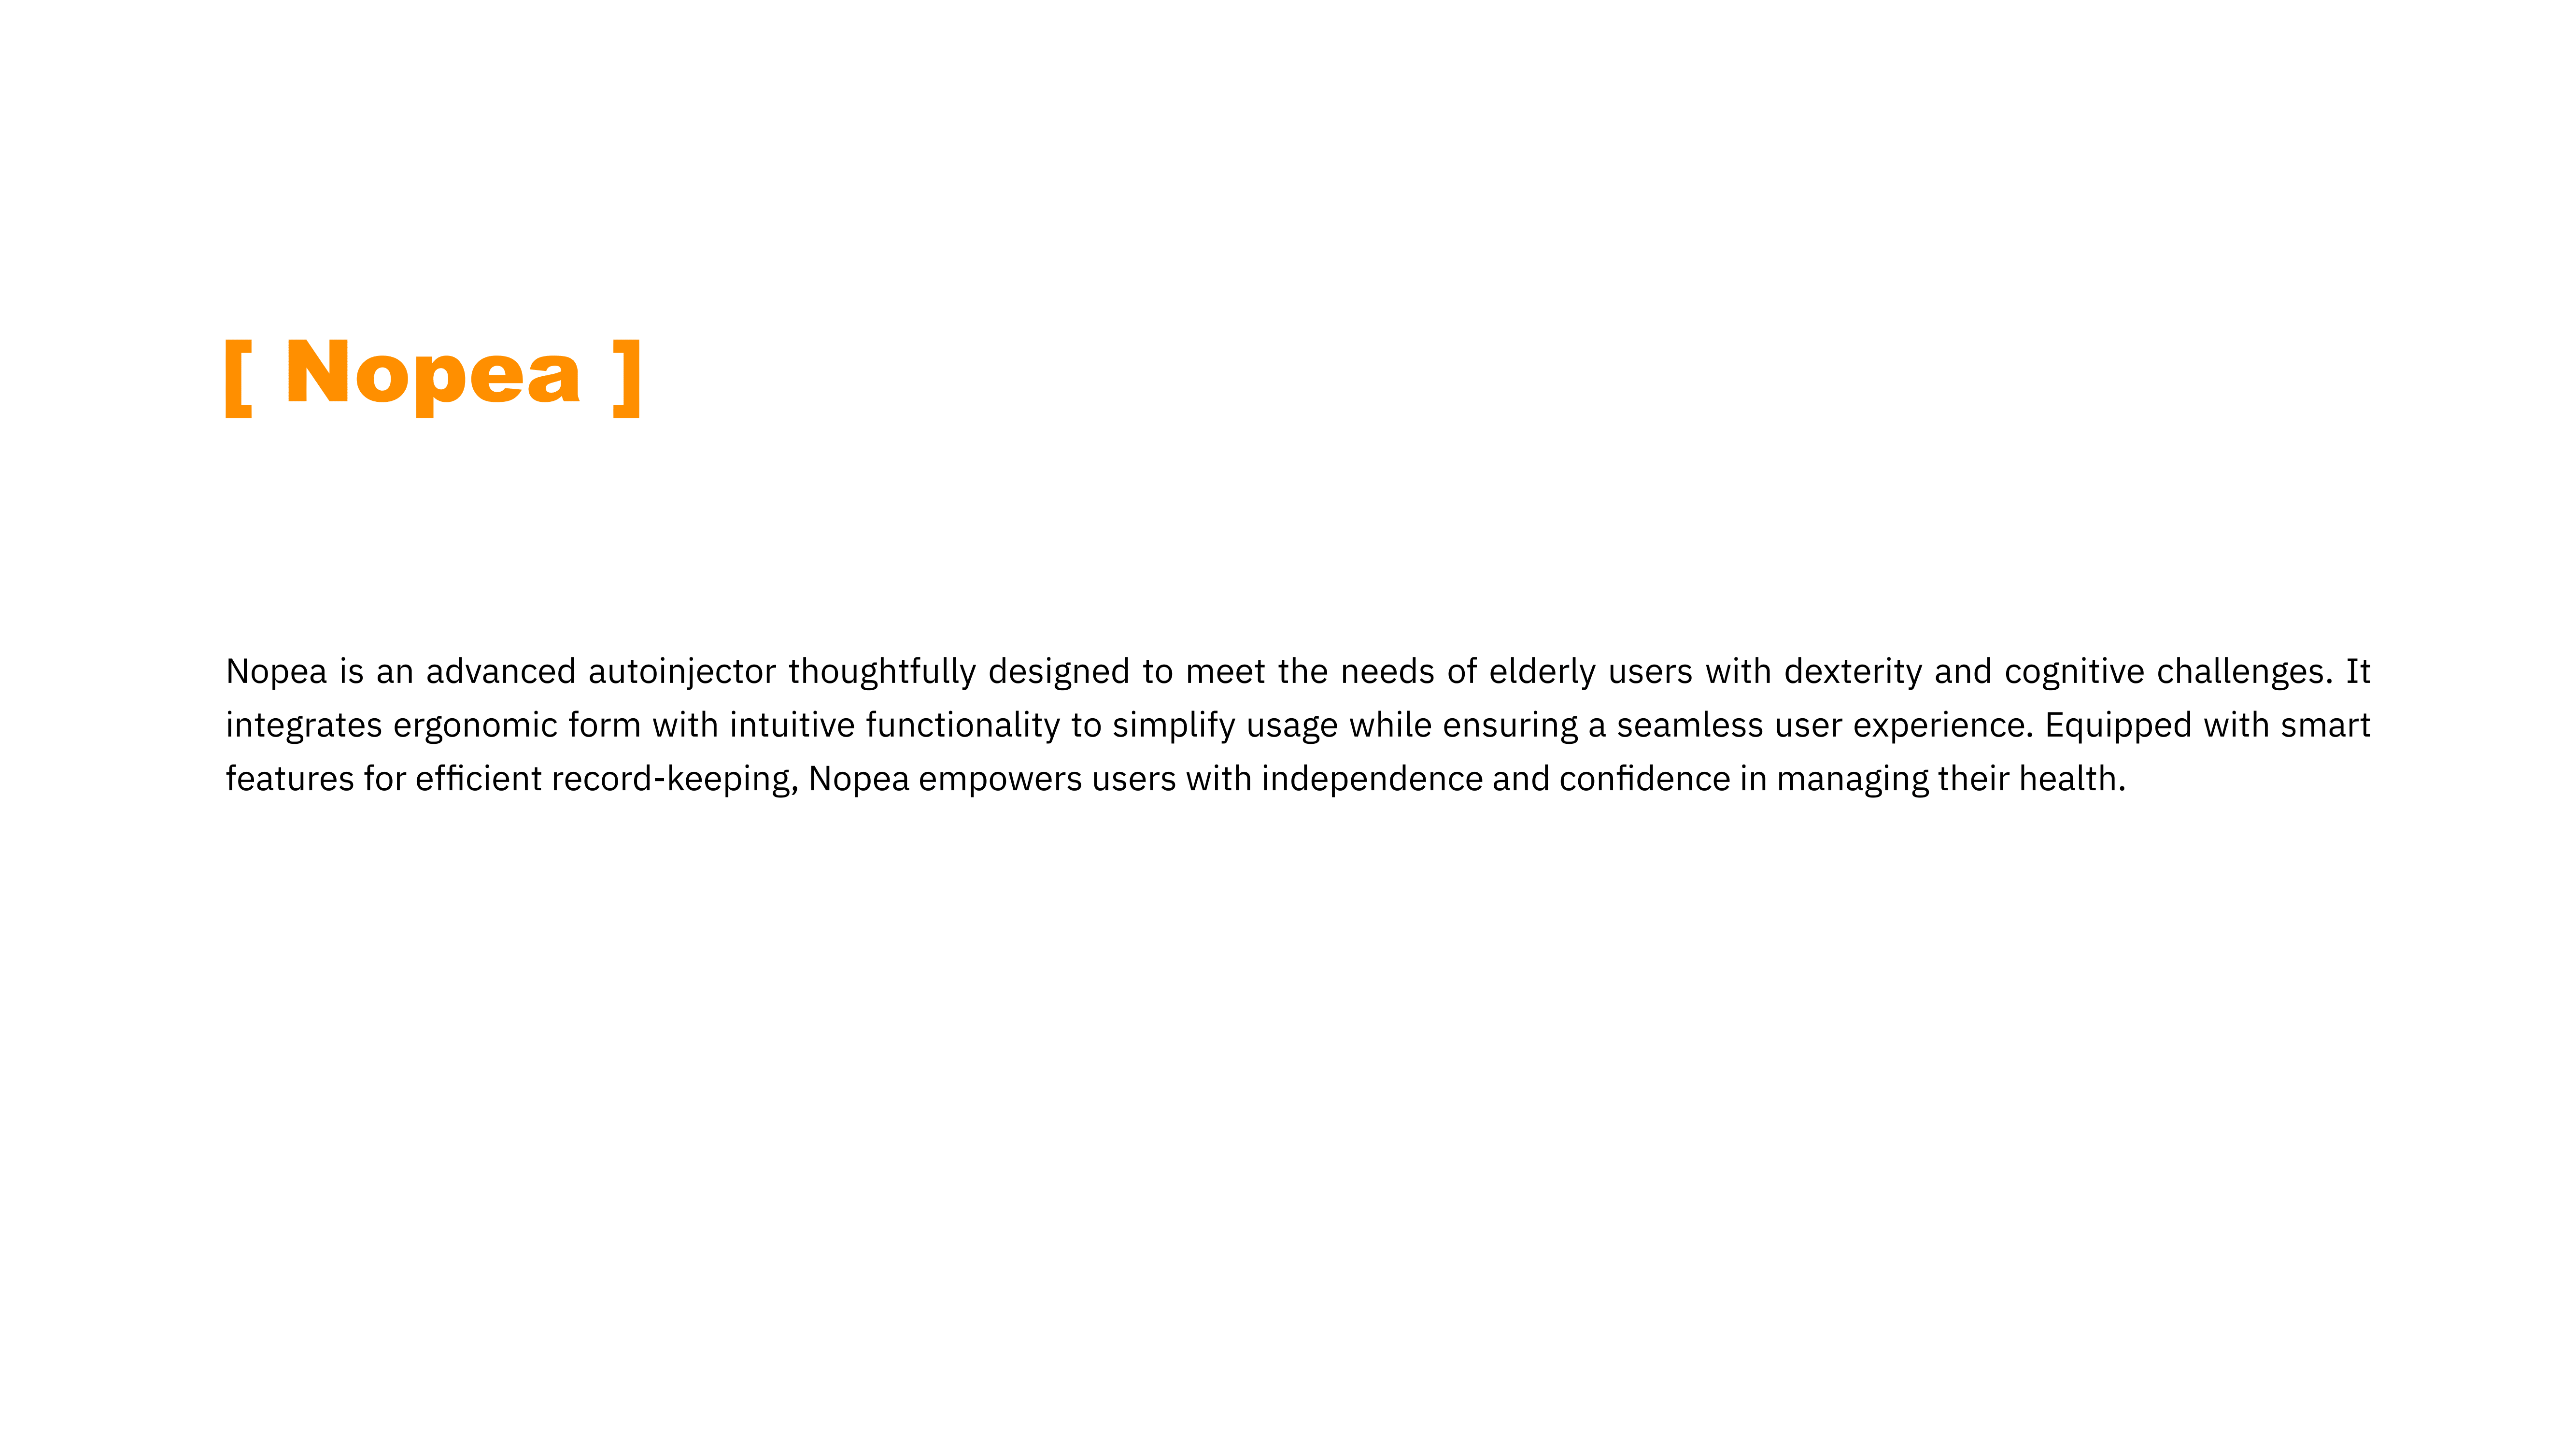 [ Nopea ]
Nopea is an advanced autoinjector thoughtfully designed to meet the needs of elderly users with dexterity and cognitive challenges. It
integrates ergonomic form with intuitive functionality to simplify usage while ensuring a seamless user experience. Equipped with smart
features for efficient record-keeping, Nopea empowers users with independence and confidence in managing their health.